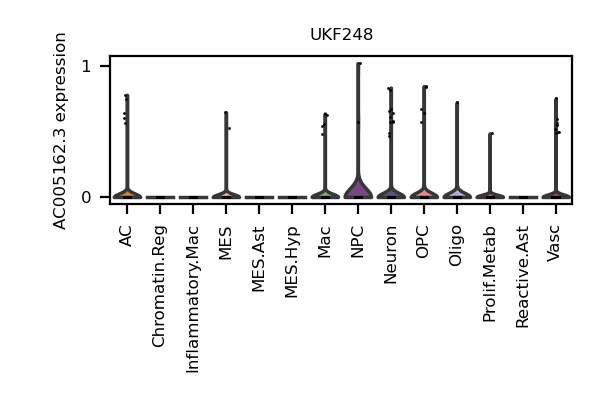 UKF248
AC005162.3 expression
1
0
AC
Chromatin.Reg
Inflammatory.Mac
MES
MES.Ast
MES.Hyp
Mac
NPC
Neuron
OPC
Oligo
Prolif.Metab
Reactive.Ast
Vasc